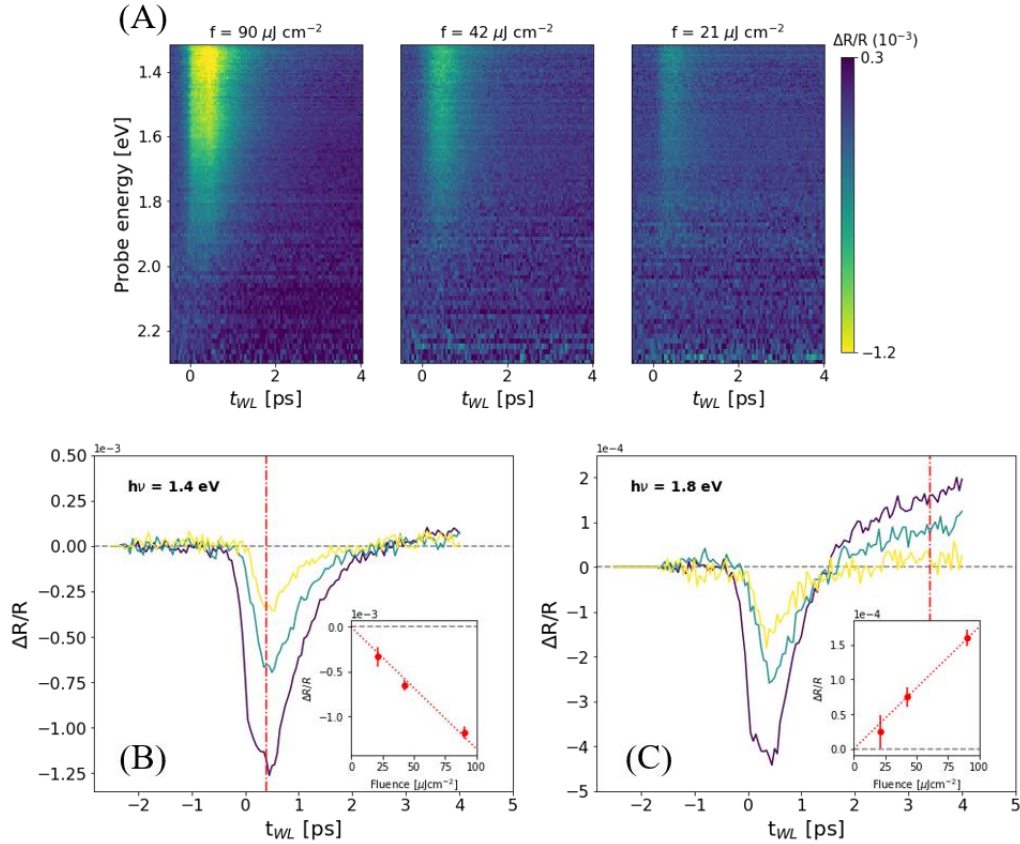 (A)
f = 90 μJ cm⁻²
f = 42 μJ cm⁻²
f = 21 μJ cm⁻²
ΔR/R (10⁻³)
0.3
−1.2
Probe energy [eV]
1.4
1.6
1.8
2.0
2.2
0 2 4
0 2 4
0 2 4
t_WL [ps]
t_WL [ps]
t_WL [ps]
1e−3
hν = 1.4 eV
ΔR/R
0.50
0.25
0.00
−0.25
−0.50
−0.75
−1.00
−1.25
−2 −1 0 1 2 3 4 5
t_WL [ps]
(B)
1e−3
ΔR/R
0.0
−0.5
−1.0
0 25 50 75 100
Fluence [μJcm⁻²]
1e−4
hν = 1.8 eV
ΔR/R
2
1
0
−1
−2
−3
−4
−5
−2 −1 0 1 2 3 4 5
t_WL [ps]
(C)
1e−4
ΔR/R
1.5
1.0
0.5
0.0
0 25 50 75 100
Fluence [μJcm⁻²]